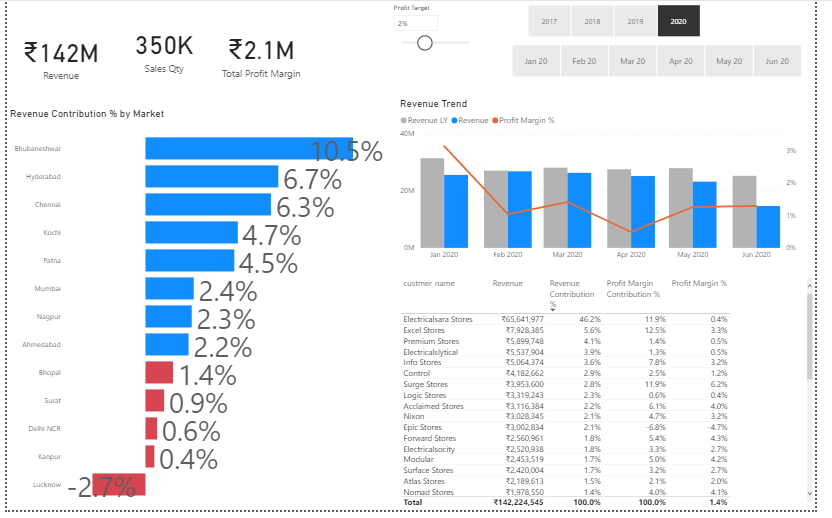 Profit Target
2%
2017 2018 2019 2020
Jan 20 Feb 20 Mar 20 Apr 20 May 20 Jun 20
₹142M
Revenue
350K
Sales Qty
₹2.1M
Total Profit Margin
Revenue Contribution % by Market
Bhubaneshwar 10.5%
Hyderabad 6.7%
Chennai 6.3%
Kochi 4.7%
Patna 4.5%
Mumbai 2.4%
Nagpur 2.3%
Ahmedabad 2.2%
Bhopal 1.4%
Surat 0.9%
Delhi NCR 0.6%
Kanpur 0.4%
Lucknow -2.7%
Revenue Trend
Revenue LY Revenue Profit Margin %
40M
20M
0M
3%
2%
1%
0%
Jan 2020 Feb 2020 Mar 2020 Apr 2020 May 2020 Jun 2020
custmer_name Revenue Revenue Contribution % Profit Margin Contribution % Profit Margin %
Electricalsara Stores ₹65,641,977 46.2% 11.9% 0.4%
Excel Stores ₹7,928,385 5.6% 12.5% 3.3%
Premium Stores ₹5,899,748 4.1% 1.4% 0.5%
Electricalslytical ₹5,537,904 3.9% 1.3% 0.5%
Info Stores ₹5,064,374 3.6% 7.8% 3.2%
Control ₹4,182,662 2.9% 2.5% 1.2%
Surge Stores ₹3,953,600 2.8% 11.9% 6.2%
Logic Stores ₹3,319,243 2.3% 0.6% 0.4%
Acclaimed Stores ₹3,116,384 2.2% 6.1% 4.0%
Nixon ₹3,028,345 2.1% 4.7% 3.2%
Epic Stores ₹3,002,834 2.1% -6.8% -4.7%
Forward Stores ₹2,560,961 1.8% 5.4% 4.3%
Electricalsocity ₹2,520,938 1.8% 3.3% 2.7%
Modular ₹2,453,519 1.7% 5.0% 4.2%
Surface Stores ₹2,420,004 1.7% 3.2% 2.7%
Atlas Stores ₹2,189,613 1.5% 2.1% 2.0%
Nomad Stores ₹1,978,550 1.4% 4.0% 4.1%
Total ₹142,224,545 100.0% 100.0% 1.4%